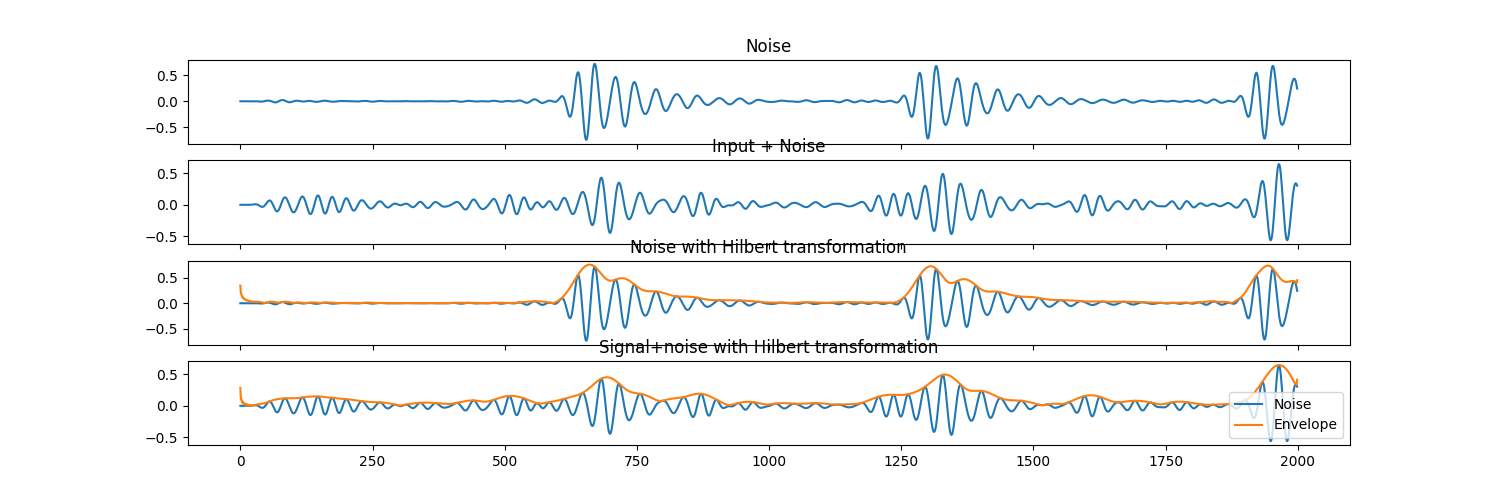 Noise
0.5
0.0
−0.5
Input + Noise
0.5
0.0
−0.5
Noise with Hilbert transformation
0.5
0.0
−0.5
Signal+noise with Hilbert transformation
0.5
0.0
−0.5
Noise
Envelope
0 250 500 750 1000 1250 1500 1750 2000